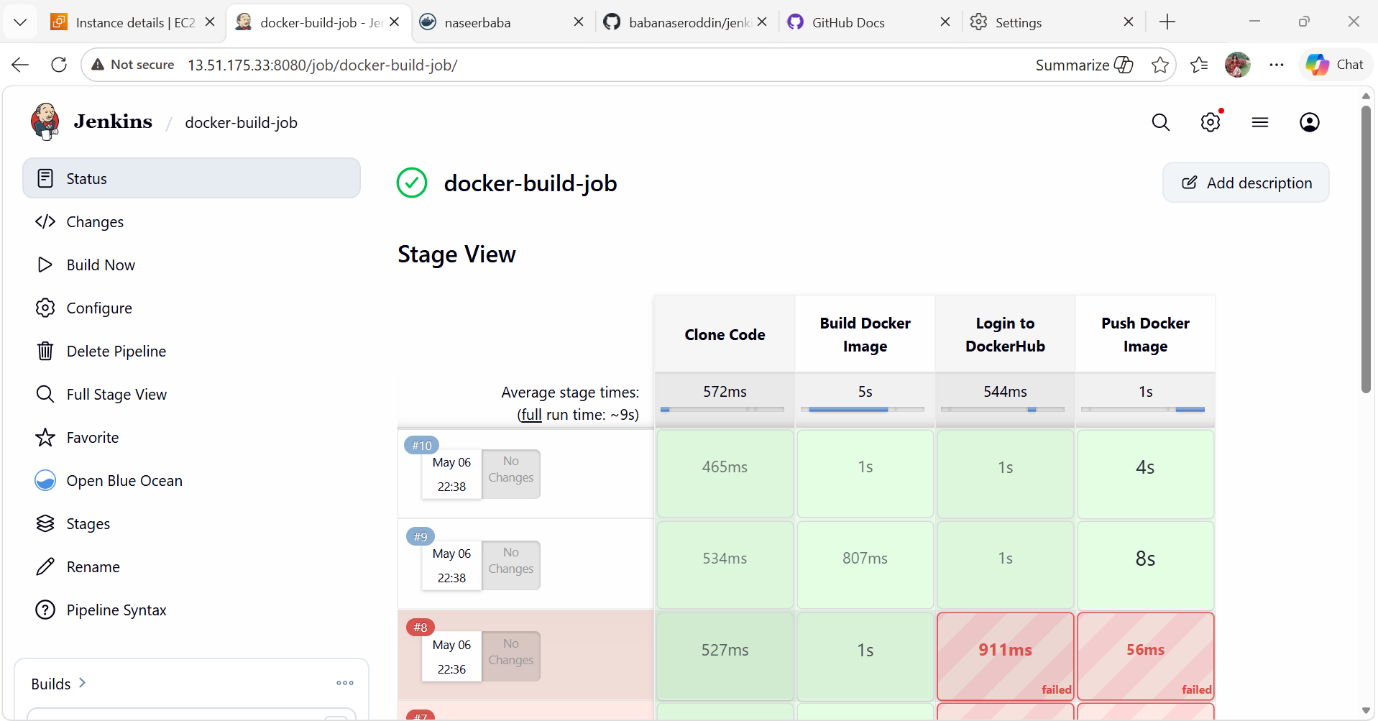 Instance details | EC2
docker-build-job - Jen
naseerbaba
babanaseroddin/jenki
GitHub Docs
Settings
Not secure
13.51.175.33:8080/job/docker-build-job/
Summarize
Chat
Jenkins / docker-build-job
Status
Changes
Build Now
Configure
Delete Pipeline
Full Stage View
Favorite
Open Blue Ocean
Stages
Rename
Pipeline Syntax
Builds
docker-build-job
Add description
Stage View
Clone Code
Build Docker
Image
Login to
DockerHub
Push Docker
Image
Average stage times:
(full run time: ~9s)
572ms
5s
544ms
1s
#10
May 06
22:38
No
Changes
465ms
1s
1s
4s
#9
May 06
22:38
No
Changes
534ms
807ms
1s
8s
#8
May 06
22:36
No
Changes
527ms
1s
911ms
failed
56ms
failed
#7